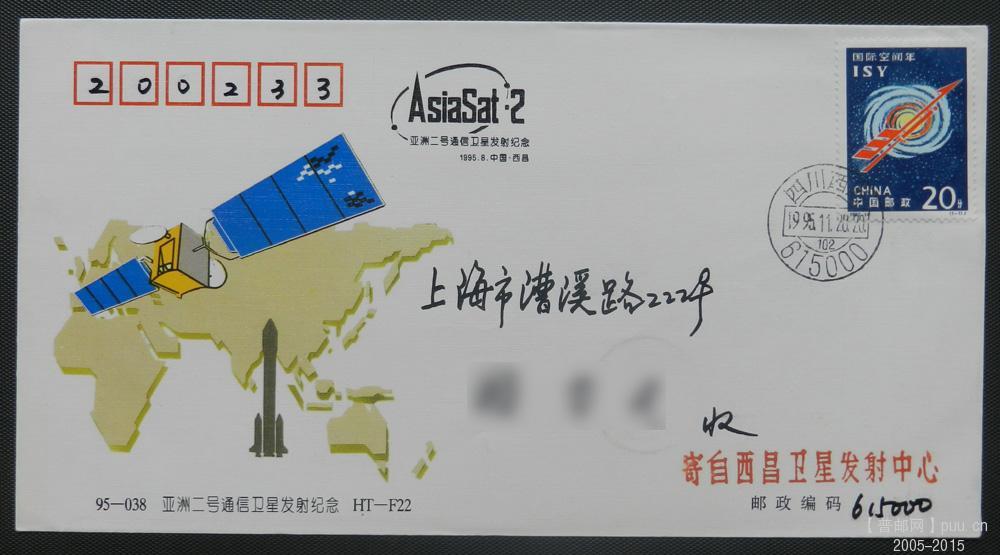 200233
AsiaSat·2
亚洲二号通信卫星发射纪念
1995.8.中国·西昌
国际空间年
ISY
CHINA
中国邮政
20分
四川西
1995.11.28.20
102
615000
上海市漕溪路222号
收
寄自西昌卫星发射中心
邮政编码 615000
95—038 亚洲二号通信卫星发射纪念 HT—F22
【普邮网】puu.cn
2005-2015